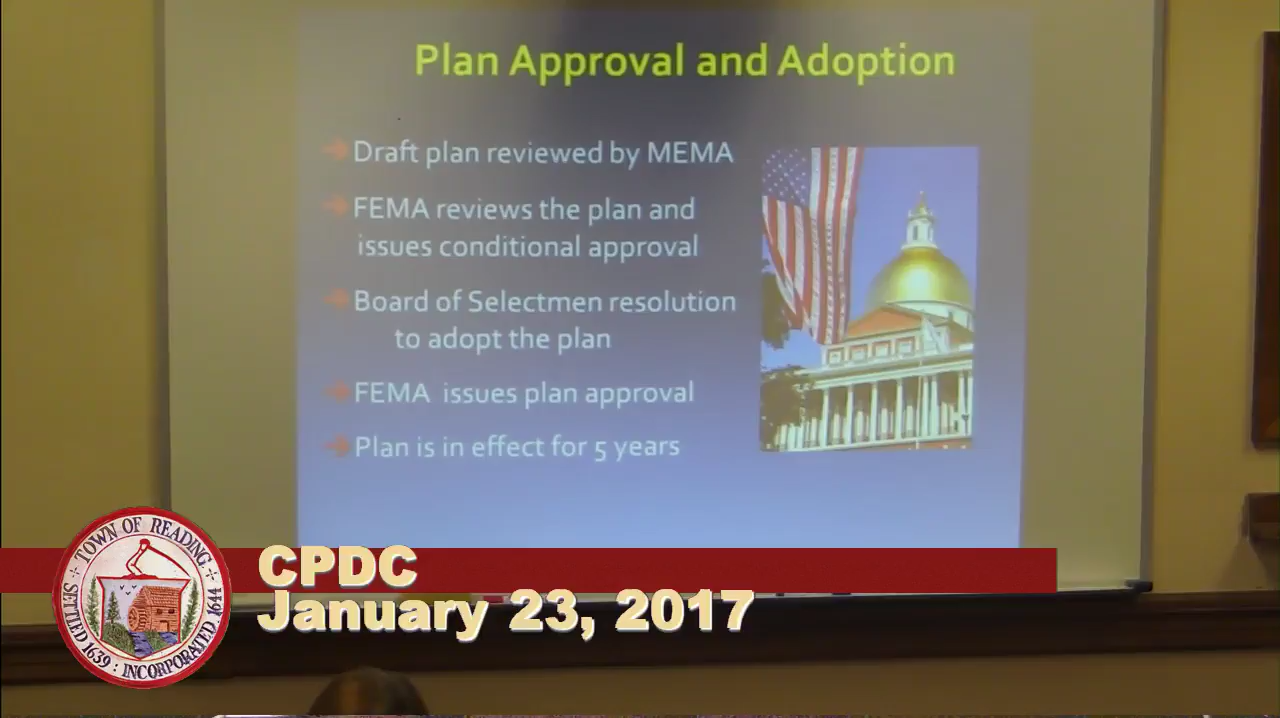 Plan Approval and Adoption
Draft plan reviewed by MEMA
FEMA reviews the plan and
issues conditional approval
Board of Selectmen resolution
to adopt the plan
FEMA issues plan approval
Plan is in effect for 5 years
TOWN OF READING
SETTLED 1639 : INCORPORATED 1644
CPDC
January 23, 2017